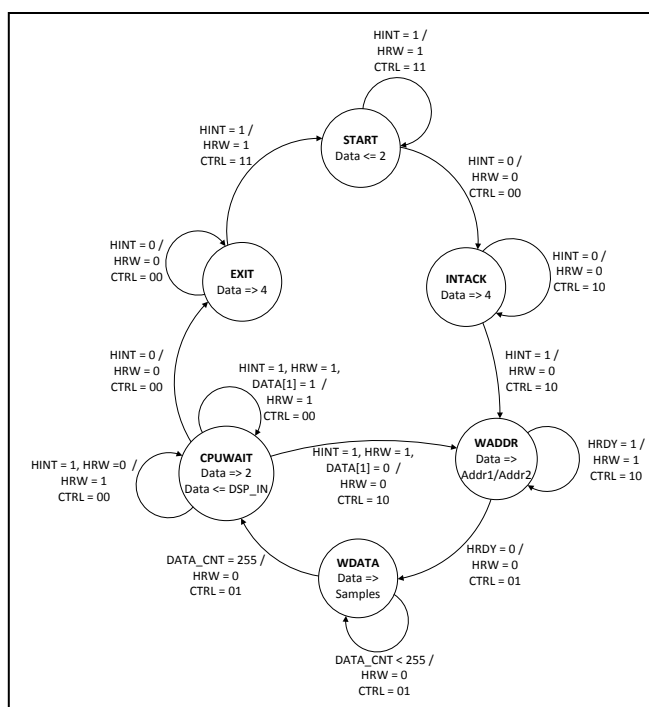 HINT = 1 /
HRW = 1
CTRL = 11
START
Data <= 2
HINT = 1 /
HRW = 1
CTRL = 11
HINT = 0 /
HRW = 0
CTRL = 00
HINT = 0 /
HRW = 0
CTRL = 00
EXIT
Data => 4
INTACK
Data => 4
HINT = 0 /
HRW = 0
CTRL = 10
HINT = 0 /
HRW = 0
CTRL = 00
HINT = 1, HRW = 1,
DATA[1] = 1 /
HRW = 1
CTRL = 00
HINT = 1 /
HRW = 0
CTRL = 10
HINT = 1, HRW =0 /
HRW = 1
CTRL = 00
CPUWAIT
Data => 2
Data <= DSP_IN
HINT = 1, HRW = 1,
DATA[1] = 0 /
HRW = 0
CTRL = 10
WADDR
Data =>
Addr1/Addr2
HRDY = 1 /
HRW = 1
CTRL = 10
DATA_CNT = 255 /
HRW = 0
CTRL = 01
WDATA
Data =>
Samples
HRDY = 0 /
HRW = 0
CTRL = 01
DATA_CNT < 255 /
HRW = 0
CTRL = 01